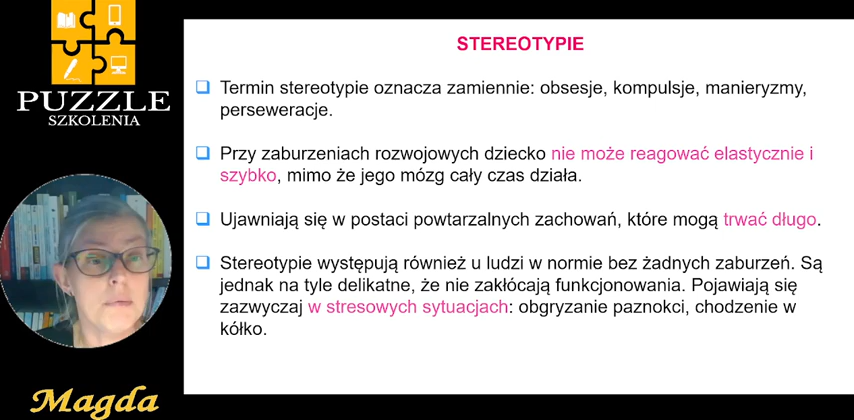 PUZZLE
SZKOLENIA
STEREOTYPIE
Termin stereotypie oznacza zamiennie: obsesje, kompulsje, manieryzmy,
perseweracje.
Przy zaburzeniach rozwojowych dziecko nie może reagować elastycznie i
szybko, mimo że jego mózg cały czas działa.
Ujawniają się w postaci powtarzalnych zachowań, które mogą trwać długo.
Stereotypie występują również u ludzi w normie bez żadnych zaburzeń. Są
jednak na tyle delikatne, że nie zakłócają funkcjonowania. Pojawiają się
zazwyczaj w stresowych sytuacjach: obgryzanie paznokci, chodzenie w
kółko.
Magda